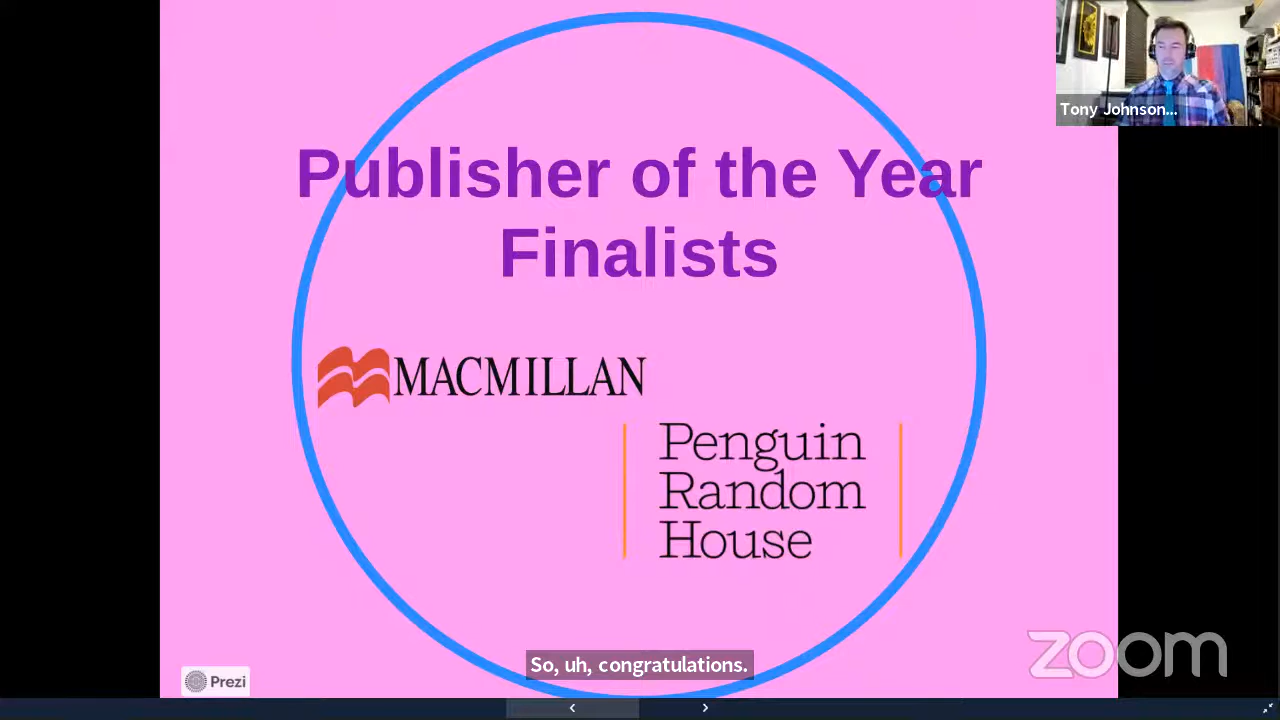 Tony Johnson...
Publisher of the Year
Finalists
MACMILLAN
Penguin
Random
House
So, uh, congratulations.
zoom
Prezi